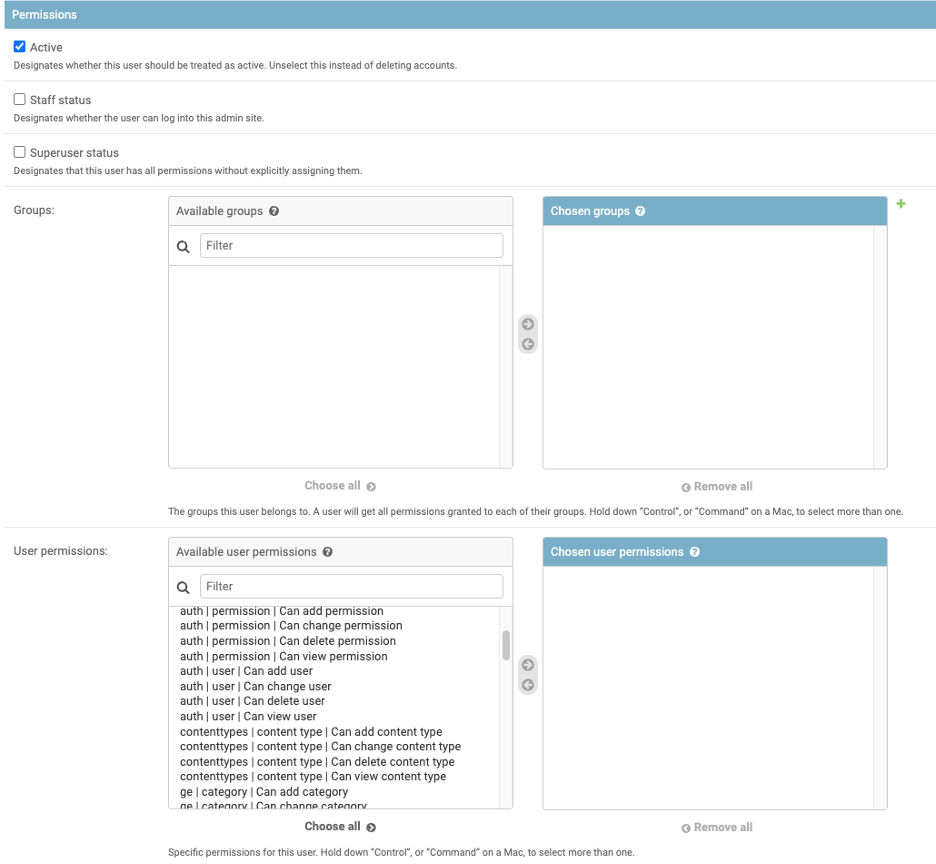 Permissions
Active
Designates whether this user should be treated as active. Unselect this instead of deleting accounts.
Staff status
Designates whether the user can log into this admin site.
Superuser status
Designates that this user has all permissions without explicitly assigning them.
Groups:
Available groups ?
Chosen groups ?
Filter
Choose all
Remove all
The groups this user belongs to. A user will get all permissions granted to each of their groups. Hold down “Control”, or “Command” on a Mac, to select more than one.
User permissions:
Available user permissions ?
Chosen user permissions ?
Filter
auth | permission | Can add permission
auth | permission | Can change permission
auth | permission | Can delete permission
auth | permission | Can view permission
auth | user | Can add user
auth | user | Can change user
auth | user | Can delete user
auth | user | Can view user
contenttypes | content type | Can add content type
contenttypes | content type | Can change content type
contenttypes | content type | Can delete content type
contenttypes | content type | Can view content type
ge | category | Can add category
ge | category | Can change category
Choose all
Remove all
Specific permissions for this user. Hold down “Control”, or “Command” on a Mac, to select more than one.